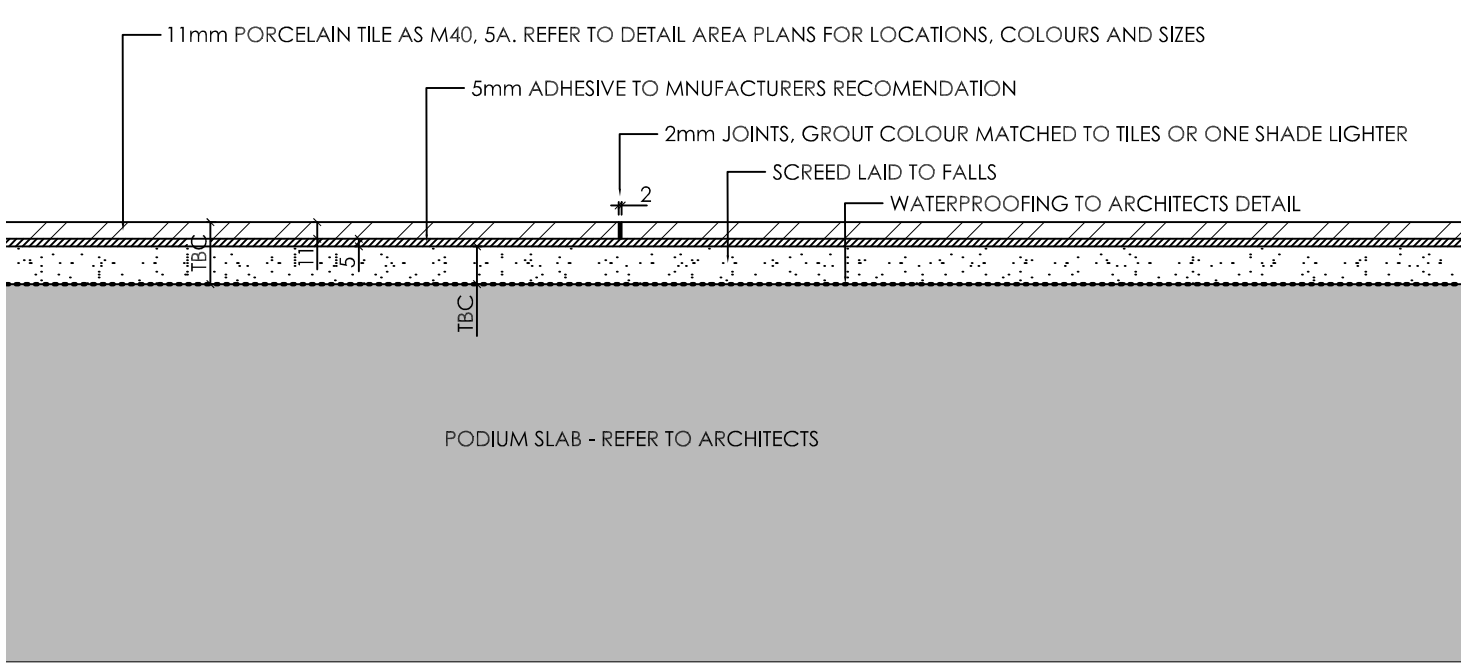 11mm PORCELAIN TILE AS M40, 5A. REFER TO DETAIL AREA PLANS FOR LOCATIONS, COLOURS AND SIZES
5mm ADHESIVE TO MNUFACTURERS RECOMENDATION
2mm JOINTS, GROUT COLOUR MATCHED TO TILES OR ONE SHADE LIGHTER
SCREED LAID TO FALLS
2
WATERPROOFING TO ARCHITECTS DETAIL
TBC
11
5
TBC
PODIUM SLAB - REFER TO ARCHITECTS